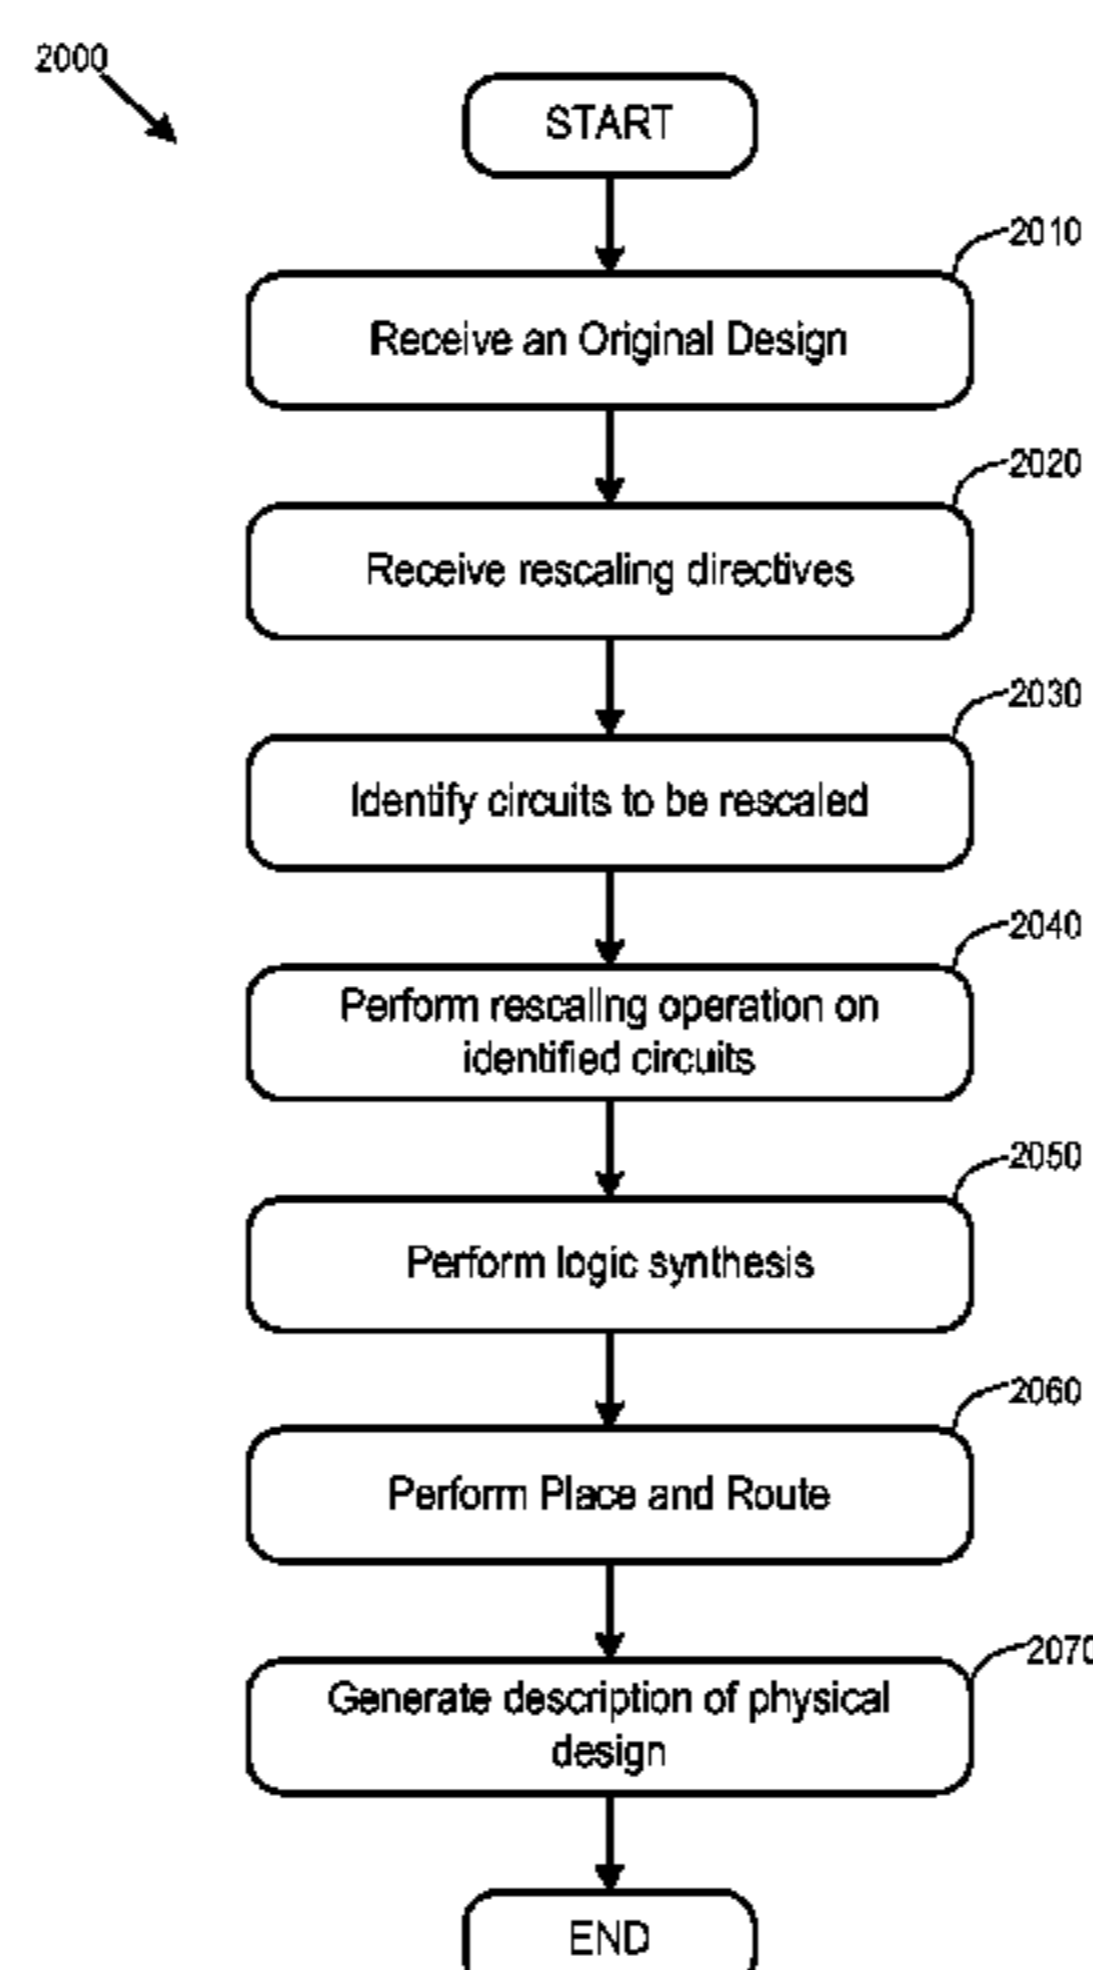 2000
START
2010
Receive an Original Design
2020
Receive rescaling directives
2030
Identify circuits to be rescaled
2040
Perform rescaling operation on
identified circuits
2050
Perform logic synthesis
2060
Perform Place and Route
2070
Generate description of physical
design
END